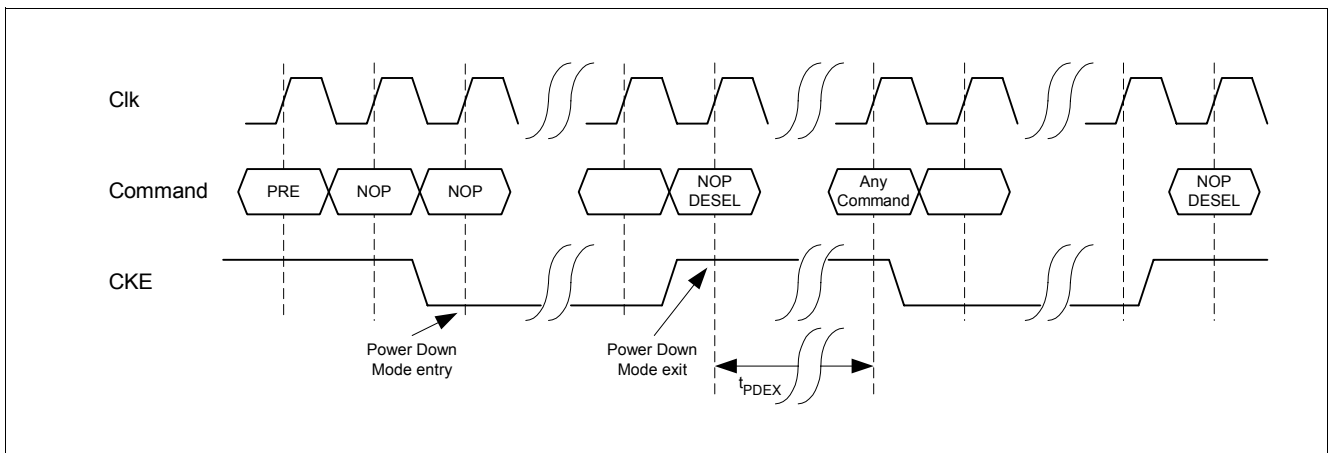 Clk
Command
PRE
NOP
NOP
NOP
DESEL
Any
Command
NOP
DESEL
CKE
Power Down
Mode entry
Power Down
Mode exit
tPDEX